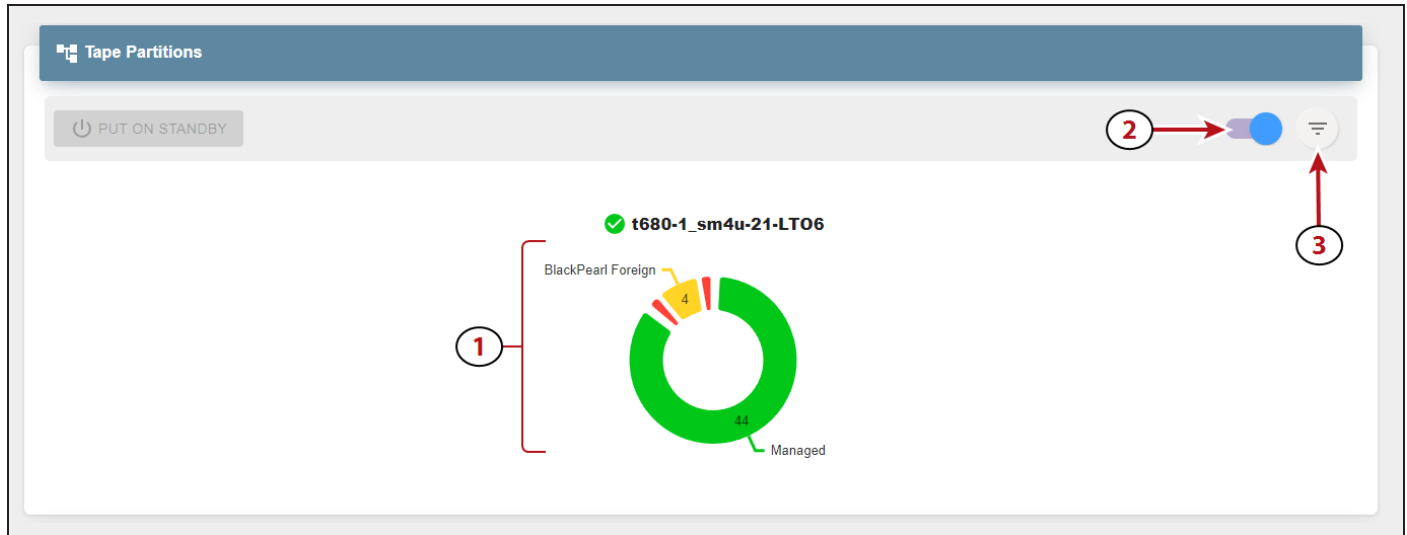 Tape Partitions
PUT ON STANDBY
2
3
t680-1_sm4u-21-LTO6
BlackPearl Foreign
4
1
44
Managed